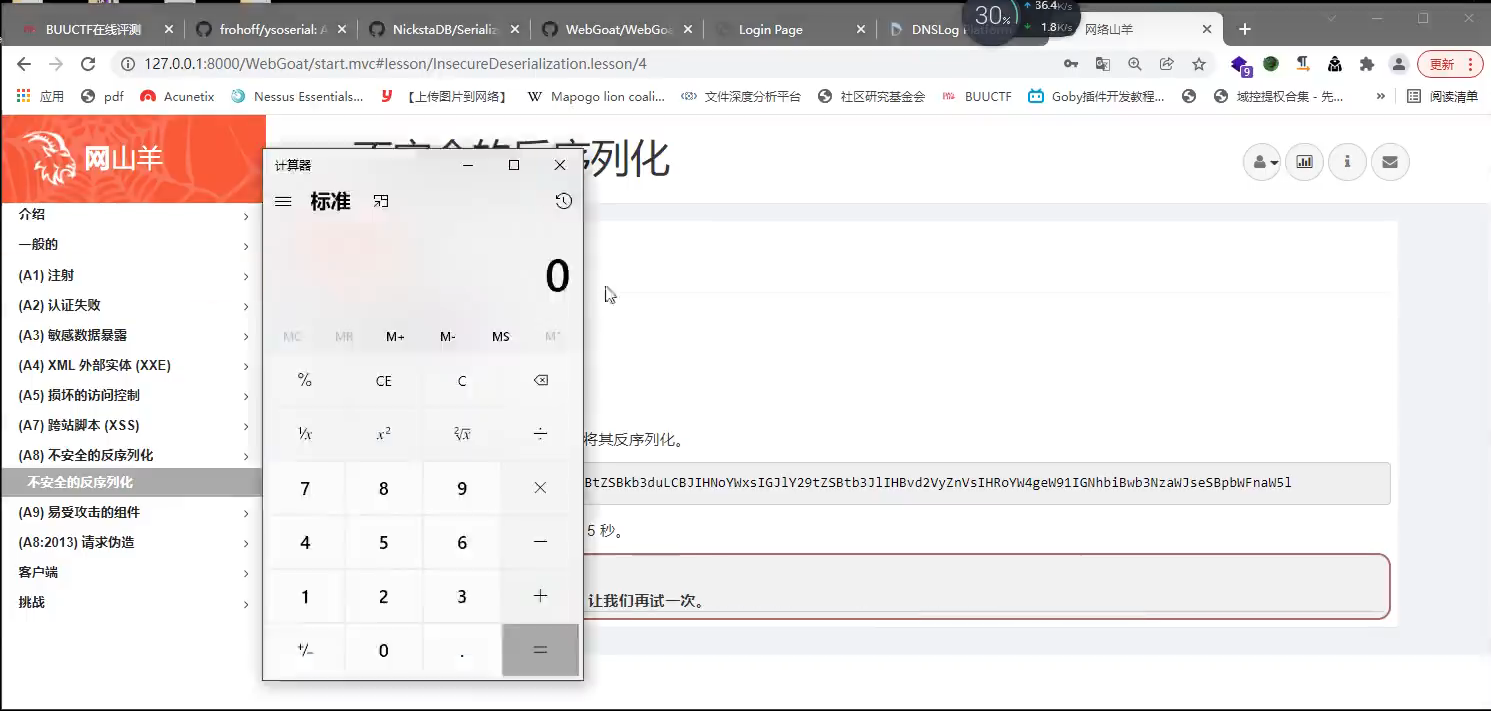 30% 36.4K/s
1.8K/s
BUUCTF在线评测 frohoff/ysoserial: A NickstaDB/Serializ WebGoat/WebGoa Login Page DNSLog Platform 网络山羊
127.0.0.1:8000/WebGoat/start.mvc#lesson/InsecureDeserialization.lesson/4 9 更新
应用 pdf Acunetix Nessus Essentials... 【上传图片到网络】 Mapogo lion coali... 文件深度分析平台 社区研究基金会 BUUCTF Goby插件开发教程... 域控提权合集 - 先... » 阅读清单
网山羊
不安全的反序列化
介绍
一般的
(A1) 注射
(A2) 认证失败
(A3) 敏感数据暴露
(A4) XML 外部实体 (XXE)
(A5) 损坏的访问控制
(A7) 跨站脚本 (XSS)
(A8) 不安全的反序列化
不安全的反序列化
(A9) 易受攻击的组件
(A8:2013) 请求伪造
客户端
挑战
计算器
标准
0
MC MR M+ M- MS M˅
% CE C
⅟x x² ²√x ÷
7 8 9 ×
4 5 6 −
1 2 3 +
+/− 0 . =
将其反序列化。
BtZSBkb3duLCBJIHNoYWxsIGJlY29tZSBtb3JlIHBvd2VyZnVsIHRoYW4geW91IGNhbiBwb3NzaWJseSBpbWFnaW5l
5 秒。
让我们再试一次。